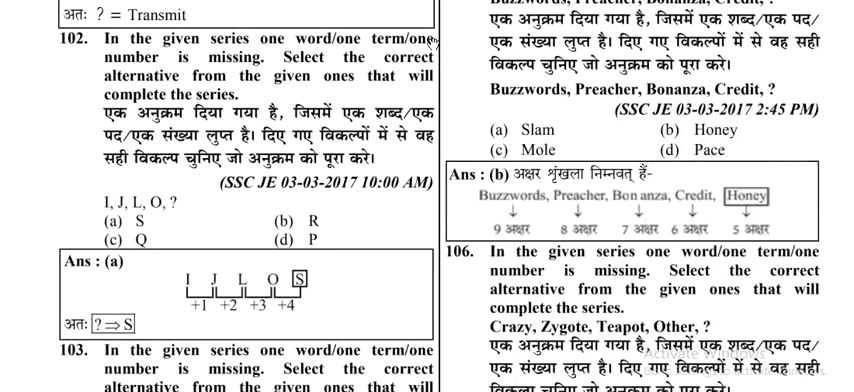 अतः ? = Transmit
102. In the given series one word/one term/one
number is missing. Select the correct
alternative from the given ones that will
complete the series.
एक अनुक्रम दिया गया है, जिसमें एक शब्द/एक
पद/एक संख्या लुप्त है। दिए गए विकल्पों में से वह
सही विकल्प चुनिए जो अनुक्रम को पूरा करे।
(SSC JE 03-03-2017 10:00 AM)
I, J, L, O, ?
(a) S (b) R
(c) Q (d) P
Ans : (a)
I J L O S
+1 +2 +3 +4
अतः ? ⇒ S
103. In the given series one word/one term/one
number is missing. Select the correct
alternative from the given ones that will
एक अनुक्रम दिया गया है, जिसमें एक शब्द/एक पद/
एक संख्या लुप्त है। दिए गए विकल्पों में से वह सही
विकल्प चुनिए जो अनुक्रम को पूरा करे।
Buzzwords, Preacher, Bonanza, Credit, ?
(SSC JE 03-03-2017 2:45 PM)
(a) Slam (b) Honey
(c) Mole (d) Pace
Ans : (b) अक्षर शृंखला निम्नवत् हैं-
Buzzwords, Preacher, Bon anza, Credit, Honey
9 अक्षर 8 अक्षर 7 अक्षर 6 अक्षर 5 अक्षर
106. In the given series one word/one term/one
number is missing. Select the correct
alternative from the given ones that will
complete the series.
Crazy, Zygote, Teapot, Other, ?
एक अनुक्रम दिया गया है, जिसमें एक शब्द/एक पद/
एक संख्या लुप्त है। दिए गए विकल्पों में से वह सही